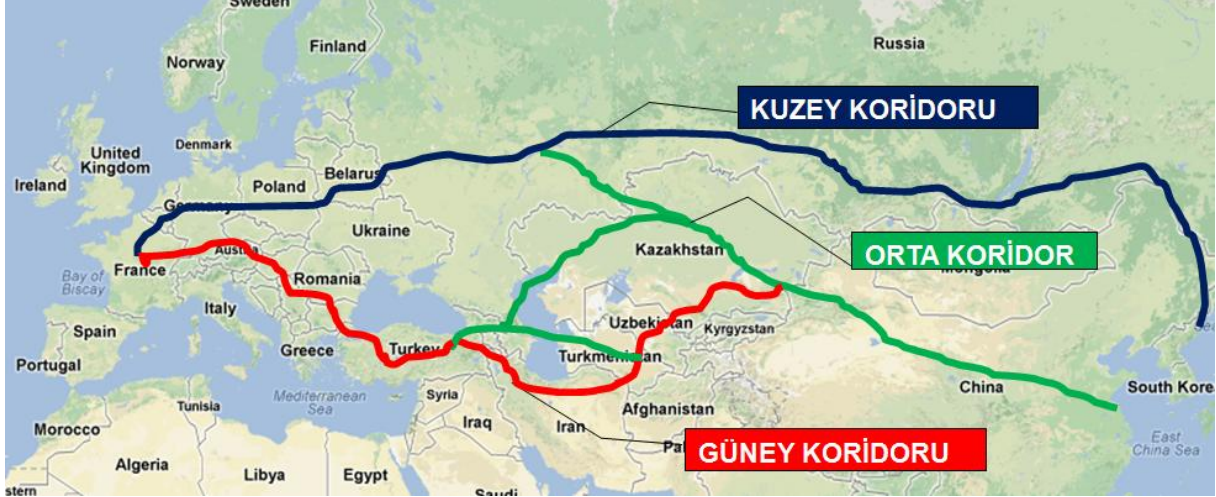 Sweden
Finland
Russia
Norway
KUZEY KORİDORU
Denmark
United
Kingdom
Ireland
Belarus
Poland
Germany
Ukraine
ORTA KORİDOR
Kazakhstan
Austria
France
Mongolia
Bay of
Biscay
Romania
Italy
Uzbekistan
Kyrgyzstan
Spain
Portugal
Greece
Turkey
Turkmenistan
China
South Kore
Mediterranean
Sea
Syria
Tunisia
Afghanistan
Iraq
Iran
Morocco
East
China Sea
GÜNEY KORİDORU
Pa
Algeria
Libya
Egypt
Saudi
stern